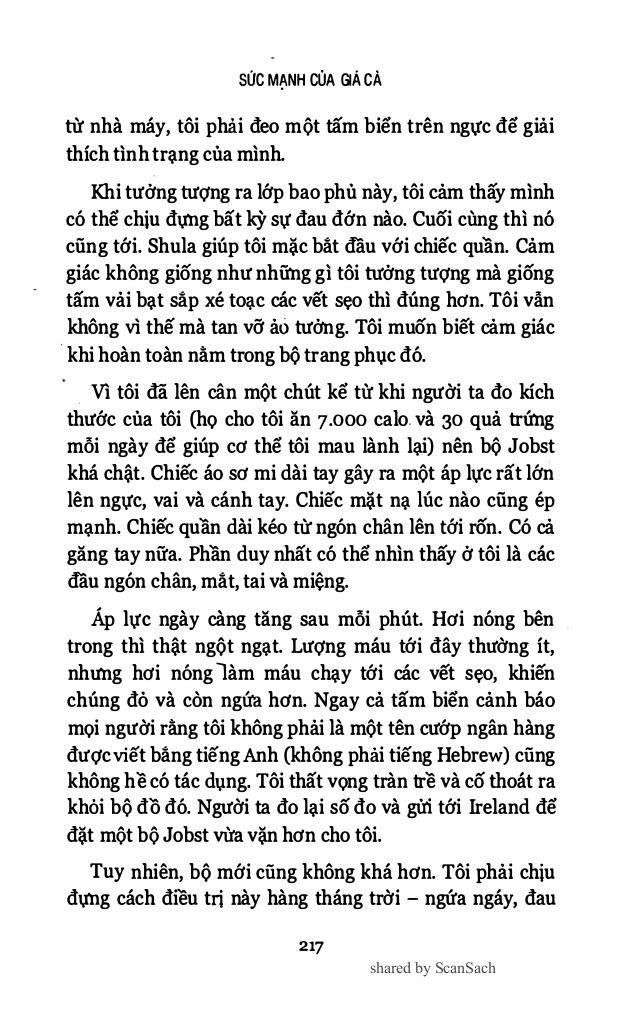 SỨC MẠNH CỦA GIÁ CẢ
từ nhà máy, tôi phải đeo một tấm biển trên ngực để giải
thích tình trạng của mình.
Khi tưởng tượng ra lớp bao phủ này, tôi cảm thấy mình
có thể chịu đựng bất kỳ sự đau đớn nào. Cuối cùng thì nó
cũng tới. Shula giúp tôi mặc bắt đầu với chiếc quần. Cảm
giác không giống như những gì tôi tưởng tượng mà giống
tấm vải bạt sắp xé toạc các vết sẹo thì đúng hơn. Tôi vẫn
không vì thế mà tan vỡ ảo tưởng. Tôi muốn biết cảm giác
khi hoàn toàn nằm trong bộ trang phục đó.
Vì tôi đã lên cân một chút kể từ khi người ta đo kích
thước của tôi (họ cho tôi ăn 7.000 calo và 30 quả trứng
mỗi ngày để giúp cơ thể tôi mau lành lại) nên bộ Jobst
khá chật. Chiếc áo sơ mi dài tay gây ra một áp lực rất lớn
lên ngực, vai và cánh tay. Chiếc mặt nạ lúc nào cũng ép
mạnh. Chiếc quần dài kéo từ ngón chân lên tới rốn. Có cả
găng tay nữa. Phần duy nhất có thể nhìn thấy ở tôi là các
đầu ngón chân, mắt, tai và miệng.
Áp lực ngày càng tăng sau mỗi phút. Hơi nóng bên
trong thì thật ngột ngạt. Lượng máu tới đây thường ít,
nhưng hơi nóng làm máu chạy tới các vết sẹo, khiến
chúng đỏ và còn ngứa hơn. Ngay cả tấm biển cảnh báo
mọi người rằng tôi không phải là một tên cướp ngân hàng
được viết bằng tiếng Anh (không phải tiếng Hebrew) cũng
không hề có tác dụng. Tôi thất vọng tràn trề và cố thoát ra
khỏi bộ đồ đó. Người ta đo lại số đo và gửi tới Ireland để
đặt một bộ Jobst vừa vặn hơn cho tôi.
Tuy nhiên, bộ mới cũng không khá hơn. Tôi phải chịu
đựng cách điều trị này hàng tháng trời – ngứa ngáy, đau
217
shared by ScanSach